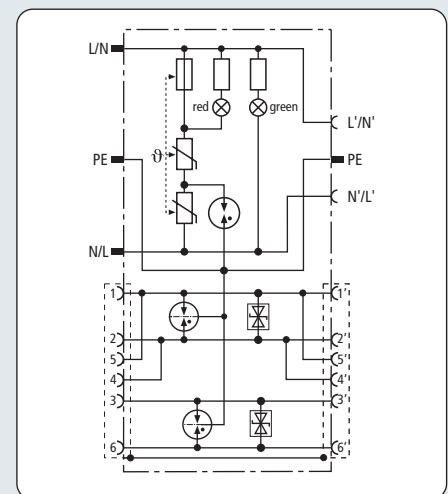 L/N
red
green
L'/N'
ϑ
PE
PE
N'/L'
N/L
1
1'
2
2'
5
5'
4
4'
3
3'
6
6'